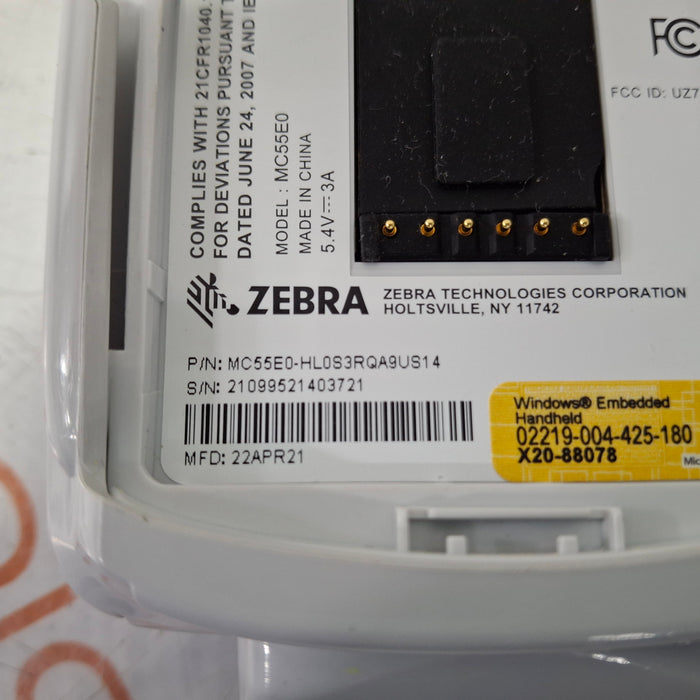 COMPLIES WITH 21CFR1040.
FOR DEVIATIONS PURSUANT T
DATED JUNE 24, 2007 AND IE
MODEL : MC55E0
MADE IN CHINA
5.4V⎓3A
FC
FCC ID: UZ7
ZEBRA
ZEBRA TECHNOLOGIES CORPORATION
HOLTSVILLE, NY 11742
P/N: MC55E0-HL0S3RQA9US14
S/N: 21099521403721
MFD: 22APR21
Windows® Embedded
Handheld
02219-004-425-180
X20-88078
Mic